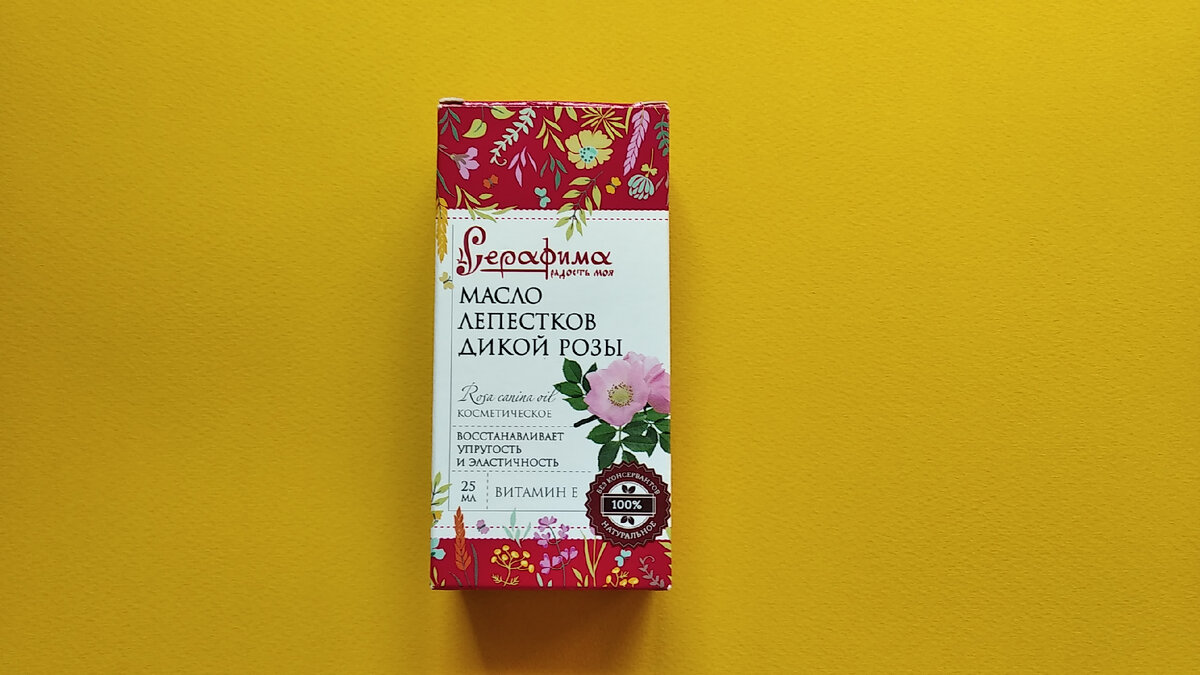 Серафима
радость моя
МАСЛО
ЛЕПЕСТКОВ
ДИКОЙ РОЗЫ
Rosa canina oil
КОСМЕТИЧЕСКОЕ
ВОССТАНАВЛИВАЕТ
УПРУГОСТЬ
И ЭЛАСТИЧНОСТЬ
25
МЛ
ВИТАМИН Е
БЕЗ КОНСЕРВАНТОВ
100%
НАТУРАЛЬНОЕ